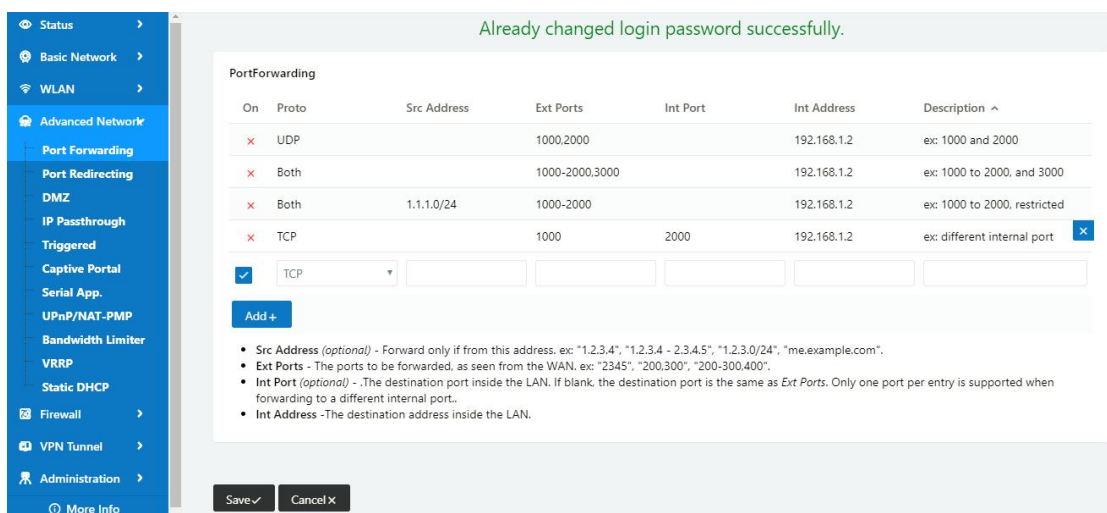 Already changed login password successfully.
Status
Basic Network
WLAN
Advanced Network
Port Forwarding
Port Redirecting
DMZ
IP Passthrough
Triggered
Captive Portal
Serial App.
UPnP/NAT-PMP
Bandwidth Limiter
VRRP
Static DHCP
Firewall
VPN Tunnel
Administration
More Info
PortForwarding
On Proto Src Address Ext Ports Int Port Int Address Description
UDP 1000,2000 192.168.1.2 ex: 1000 and 2000
Both 1000-2000,3000 192.168.1.2 ex: 1000 to 2000, and 3000
Both 1.1.1.0/24 1000-2000 192.168.1.2 ex: 1000 to 2000, restricted
TCP 1000 2000 192.168.1.2 ex: different internal port
TCP
Add +
• Src Address (optional) - Forward only if from this address. ex: "1.2.3.4", "1.2.3.4 - 2.3.4.5", "1.2.3.0/24", "me.example.com".
• Ext Ports - The ports to be forwarded, as seen from the WAN. ex: "2345", "200,300", "200-300,400".
• Int Port (optional) - .The destination port inside the LAN. If blank, the destination port is the same as Ext Ports. Only one port per entry is supported when
forwarding to a different internal port..
• Int Address -The destination address inside the LAN.
Save Cancel